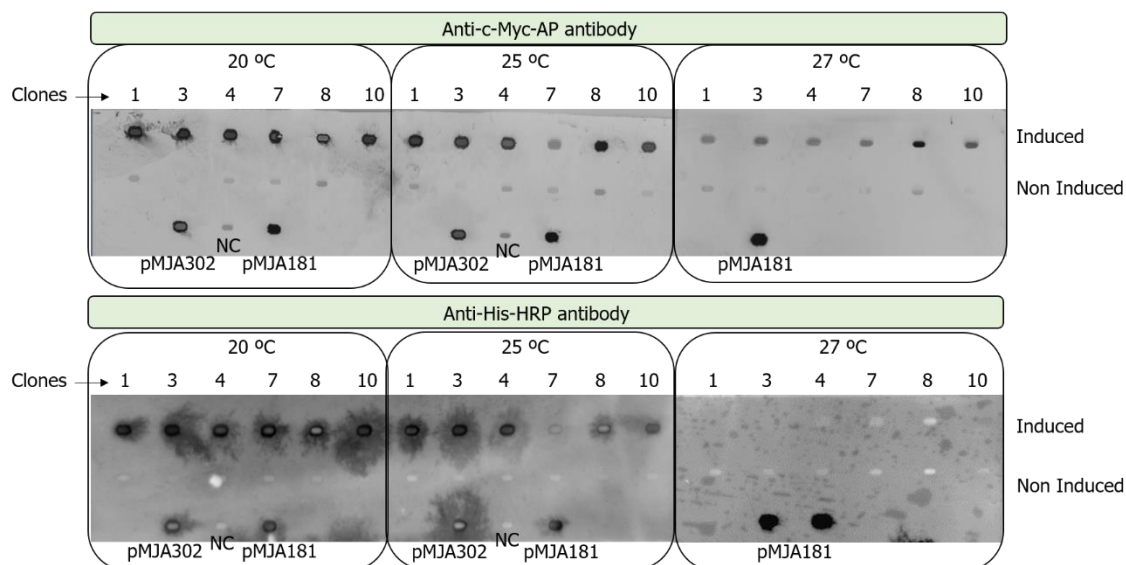 Anti-c-Myc-AP antibody
20 ºC 25 ºC 27 ºC
Clones 1 3 4 7 8 10 1 3 4 7 8 10 1 3 4 7 8 10
Induced
Non Induced
NC NC
pMJA302 pMJA181 pMJA302 pMJA181 pMJA181
Anti-His-HRP antibody
20 ºC 25 ºC 27 ºC
Clones 1 3 4 7 8 10 1 3 4 7 8 10 1 3 4 7 8 10
Induced
Non Induced
pMJA302 NC pMJA181 pMJA302 NC pMJA181 pMJA181